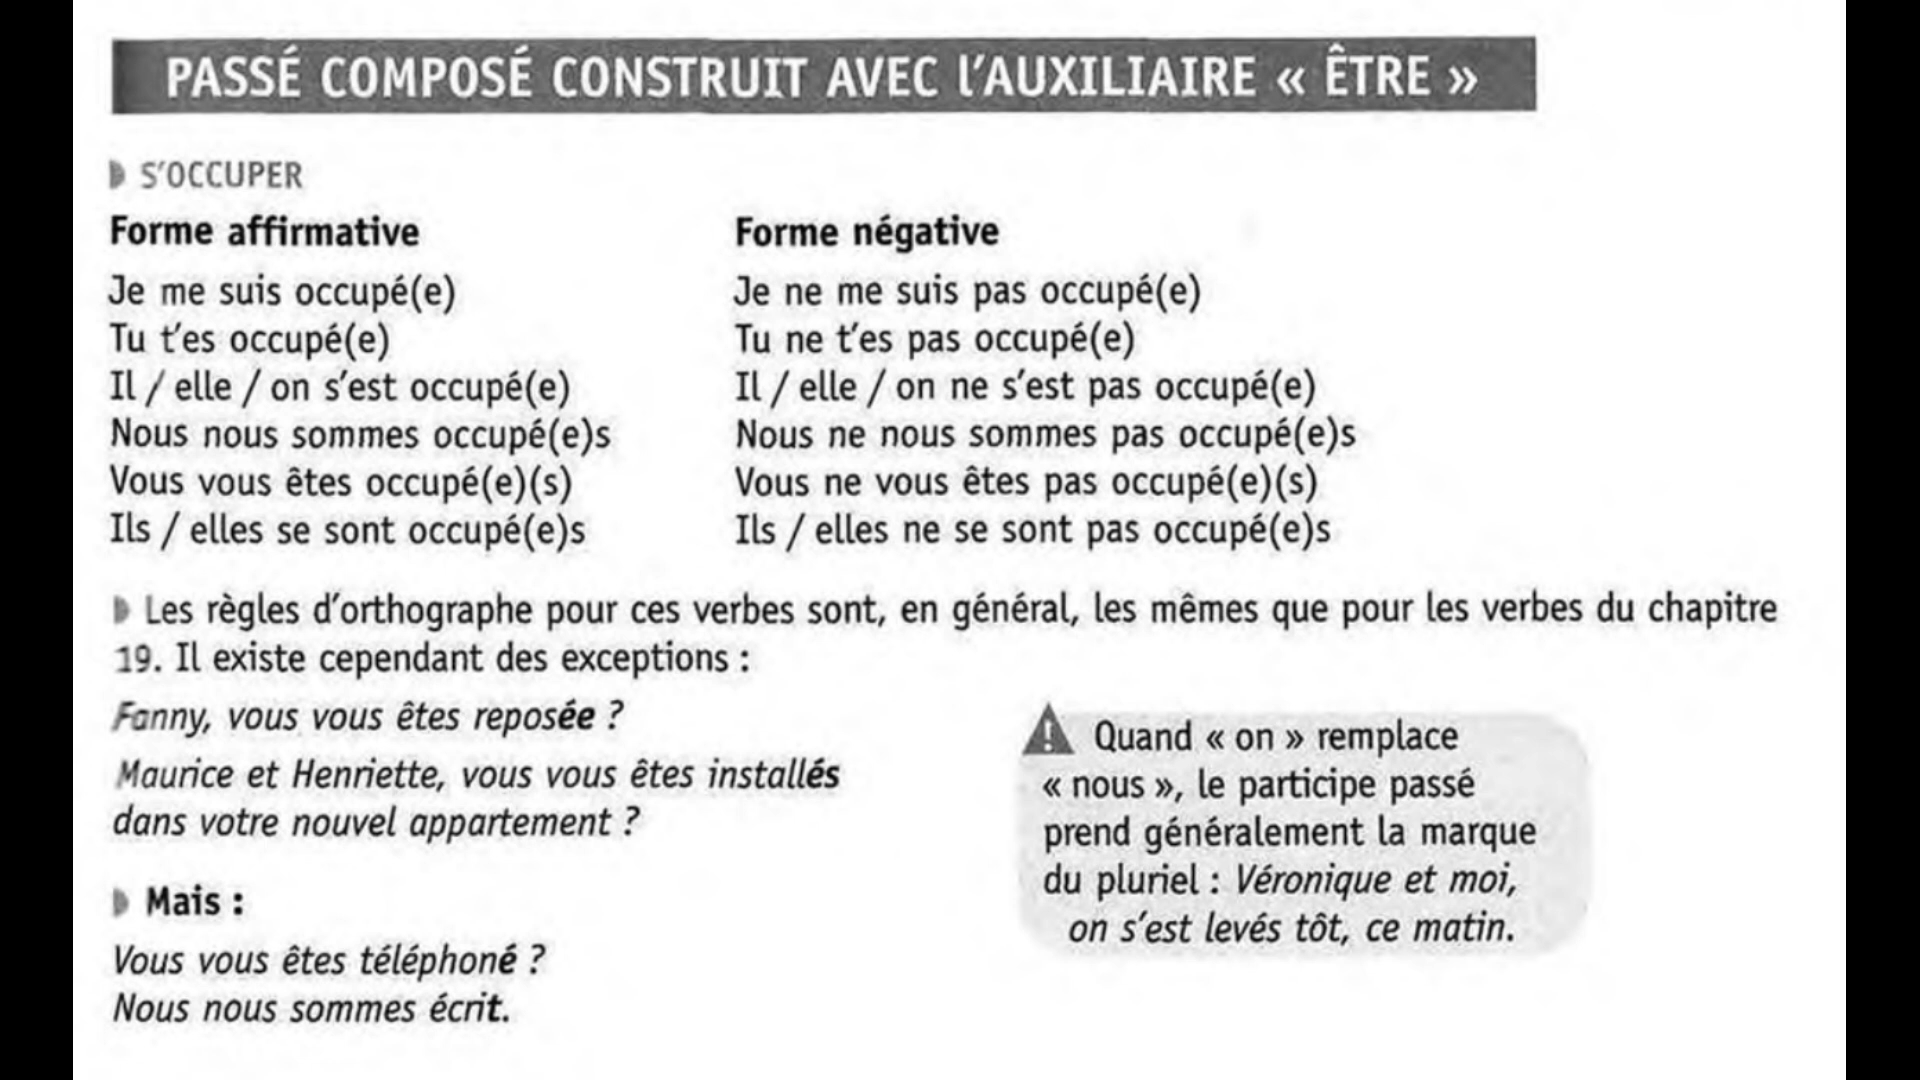 PASSÉ COMPOSÉ CONSTRUIT AVEC l'AUXILIAIRE « ÊTRE »
S'OCCUPER
Forme affirmative
Je me suis occupé(e)
Tu t'es occupé(e)
Il / elle / on s'est occupé(e)
Nous nous sommes occupé(e)s
Vous vous êtes occupé(e)(s)
Ils / elles se sont occupé(e)s
Forme négative
Je ne me suis pas occupé(e)
Tu ne t'es pas occupé(e)
Il / elle / on ne s'est pas occupé(e)
Nous ne nous sommes pas occupé(e)s
Vous ne vous êtes pas occupé(e)(s)
Ils / elles ne se sont pas occupé(e)s
Les règles d'orthographe pour ces verbes sont, en général, les mêmes que pour les verbes du chapitre
19. Il existe cependant des exceptions :
Fanny, vous vous êtes reposée ?
Maurice et Henriette, vous vous êtes installés
dans votre nouvel appartement ?
Mais :
Vous vous êtes téléphoné ?
Nous nous sommes écrit.
! Quand « on » remplace
« nous », le participe passé
prend généralement la marque
du pluriel : Véronique et moi,
on s'est levés tôt, ce matin.